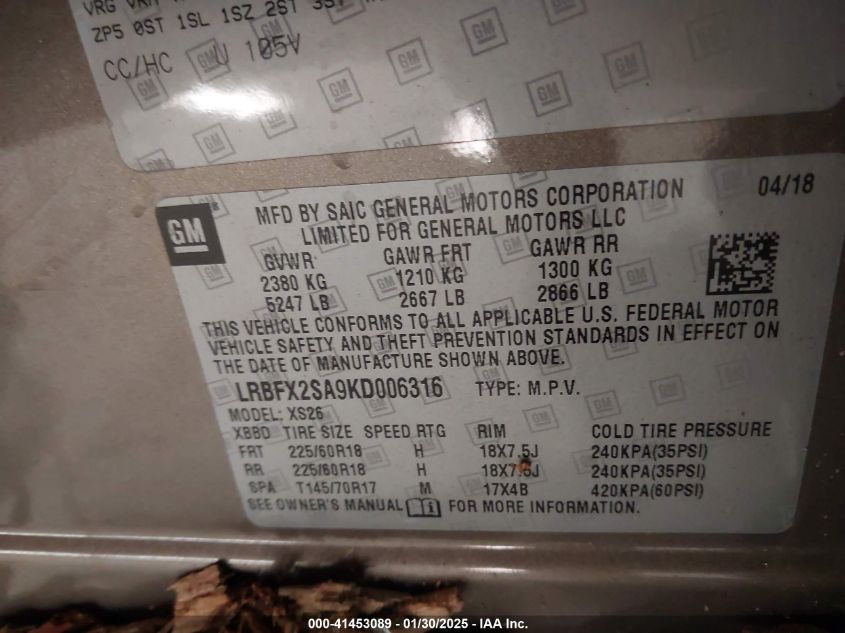 ZP5 0ST 1SL 1SZ 2ST 3ST
CC/HC U 105V
GM
MFD BY SAIC GENERAL MOTORS CORPORATION 04/18
LIMITED FOR GENERAL MOTORS LLC
GVWR GAWR FRT GAWR RR
2380 KG 1210 KG 1300 KG
5247 LB 2667 LB 2866 LB
THIS VEHICLE CONFORMS TO ALL APPLICABLE U.S. FEDERAL MOTOR
VEHICLE SAFETY AND THEFT PREVENTION STANDARDS IN EFFECT ON
THE DATE OF MANUFACTURE SHOWN ABOVE.
LRBFX2SA9KD006316 TYPE: M.P.V.
MODEL: XS26
XBBD TIRE SIZE SPEED RTG RIM COLD TIRE PRESSURE
FRT 225/60R18 H 18X7.5J 240KPA(35PSI)
RR 225/60R18 H 18X7.5J 240KPA(35PSI)
SPA T145/70R17 M 17X4B 420KPA(60PSI)
SEE OWNER'S MANUAL FOR MORE INFORMATION.
000-41453089 - 01/30/2025 - IAA Inc.